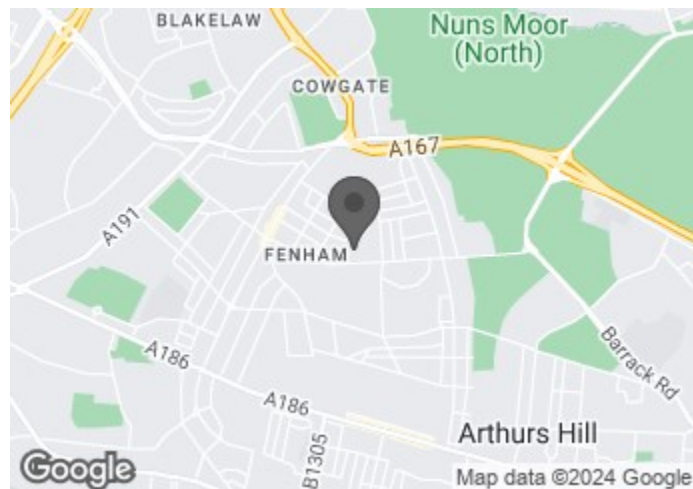 BLAKELAW
Nuns Moor
(North)
COWGATE
A167
A191
FENHAM
A186
A186
Barrack Rd
Arthurs Hill
B1305
Google
Map data ©2024 Google